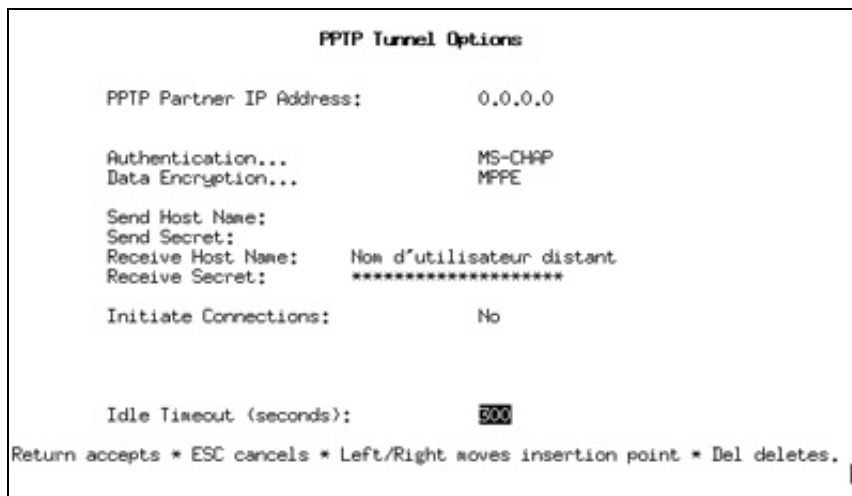 PPTP Tunnel Options
PPTP Partner IP Address: 0.0.0.0
Authentication... MS-CHAP
Data Encryption... MPPE
Send Host Name:
Send Secret:
Receive Host Name: Nom d'utilisateur distant
Receive Secret: ********************
Initiate Connections: No
Idle Timeout (seconds): 300
Return accepts * ESC cancels * Left/Right moves insertion point * Del deletes.